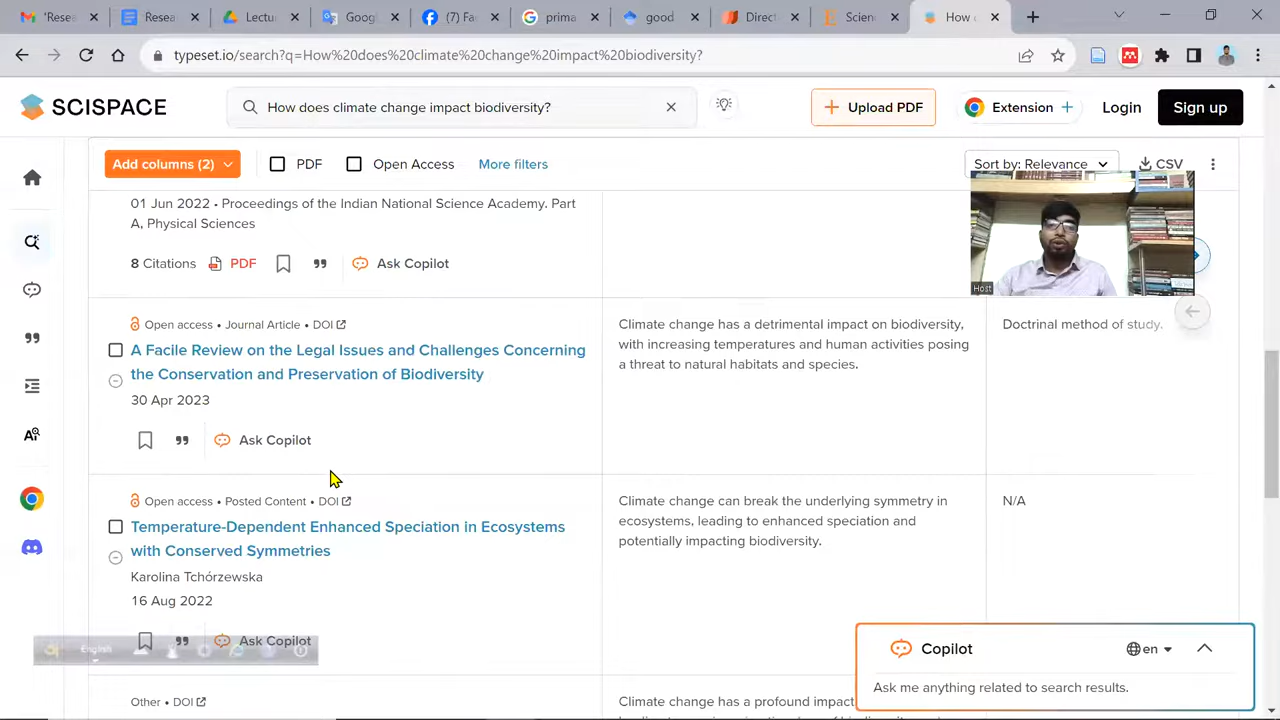 'Rese
Resea
Lectu
Goog
(7) Fa
prima
good
Direct
Scien
How c
typeset.io/search?q=How%20does%20climate%20change%20impact%20biodiversity?
SCISPACE
How does climate change impact biodiversity?
Upload PDF
Extension +
Login
Sign up
Add columns (2)
PDF
Open Access
More filters
Sort by: Relevance
CSV
01 Jun 2022 • Proceedings of the Indian National Science Academy. Part
A, Physical Sciences
8 Citations
PDF
Ask Copilot
Host
Open access • Journal Article • DOI
A Facile Review on the Legal Issues and Challenges Concerning
the Conservation and Preservation of Biodiversity
30 Apr 2023
Ask Copilot
Climate change has a detrimental impact on biodiversity,
with increasing temperatures and human activities posing
a threat to natural habitats and species.
Doctrinal method of study.
Open access • Posted Content • DOI
Temperature-Dependent Enhanced Speciation in Ecosystems
with Conserved Symmetries
Karolina Tchórzewska
16 Aug 2022
Ask Copilot
Climate change can break the underlying symmetry in
ecosystems, leading to enhanced speciation and
potentially impacting biodiversity.
N/A
English
Other • DOI
Climate change has a profound impact
Copilot
en
Ask me anything related to search results.